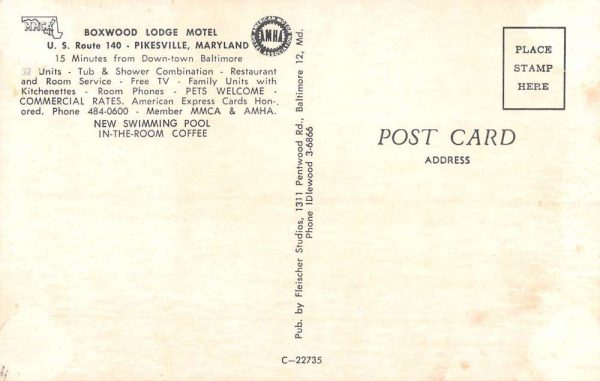 MMCA
BOXWOOD LODGE MOTEL
U. S. Route 140 - PIKESVILLE, MARYLAND
AMHA
15 Minutes from Down-town Baltimore
Units - Tub & Shower Combination - Restaurant
and Room Service - Free TV - Family Units with
Kitchenettes - Room Phones - PETS WELCOME -
COMMERCIAL RATES. American Express Cards Hon-
ored. Phone 484-0600 - Member MMCA & AMHA.
NEW SWIMMING POOL
IN-THE-ROOM COFFEE
Pub. by Fleischer Studios, 1311 Pentwood Rd., Baltimore 12, Md.
Phone IDlewood 3-6866
C-22735
PLACE
STAMP
HERE
POST CARD
ADDRESS